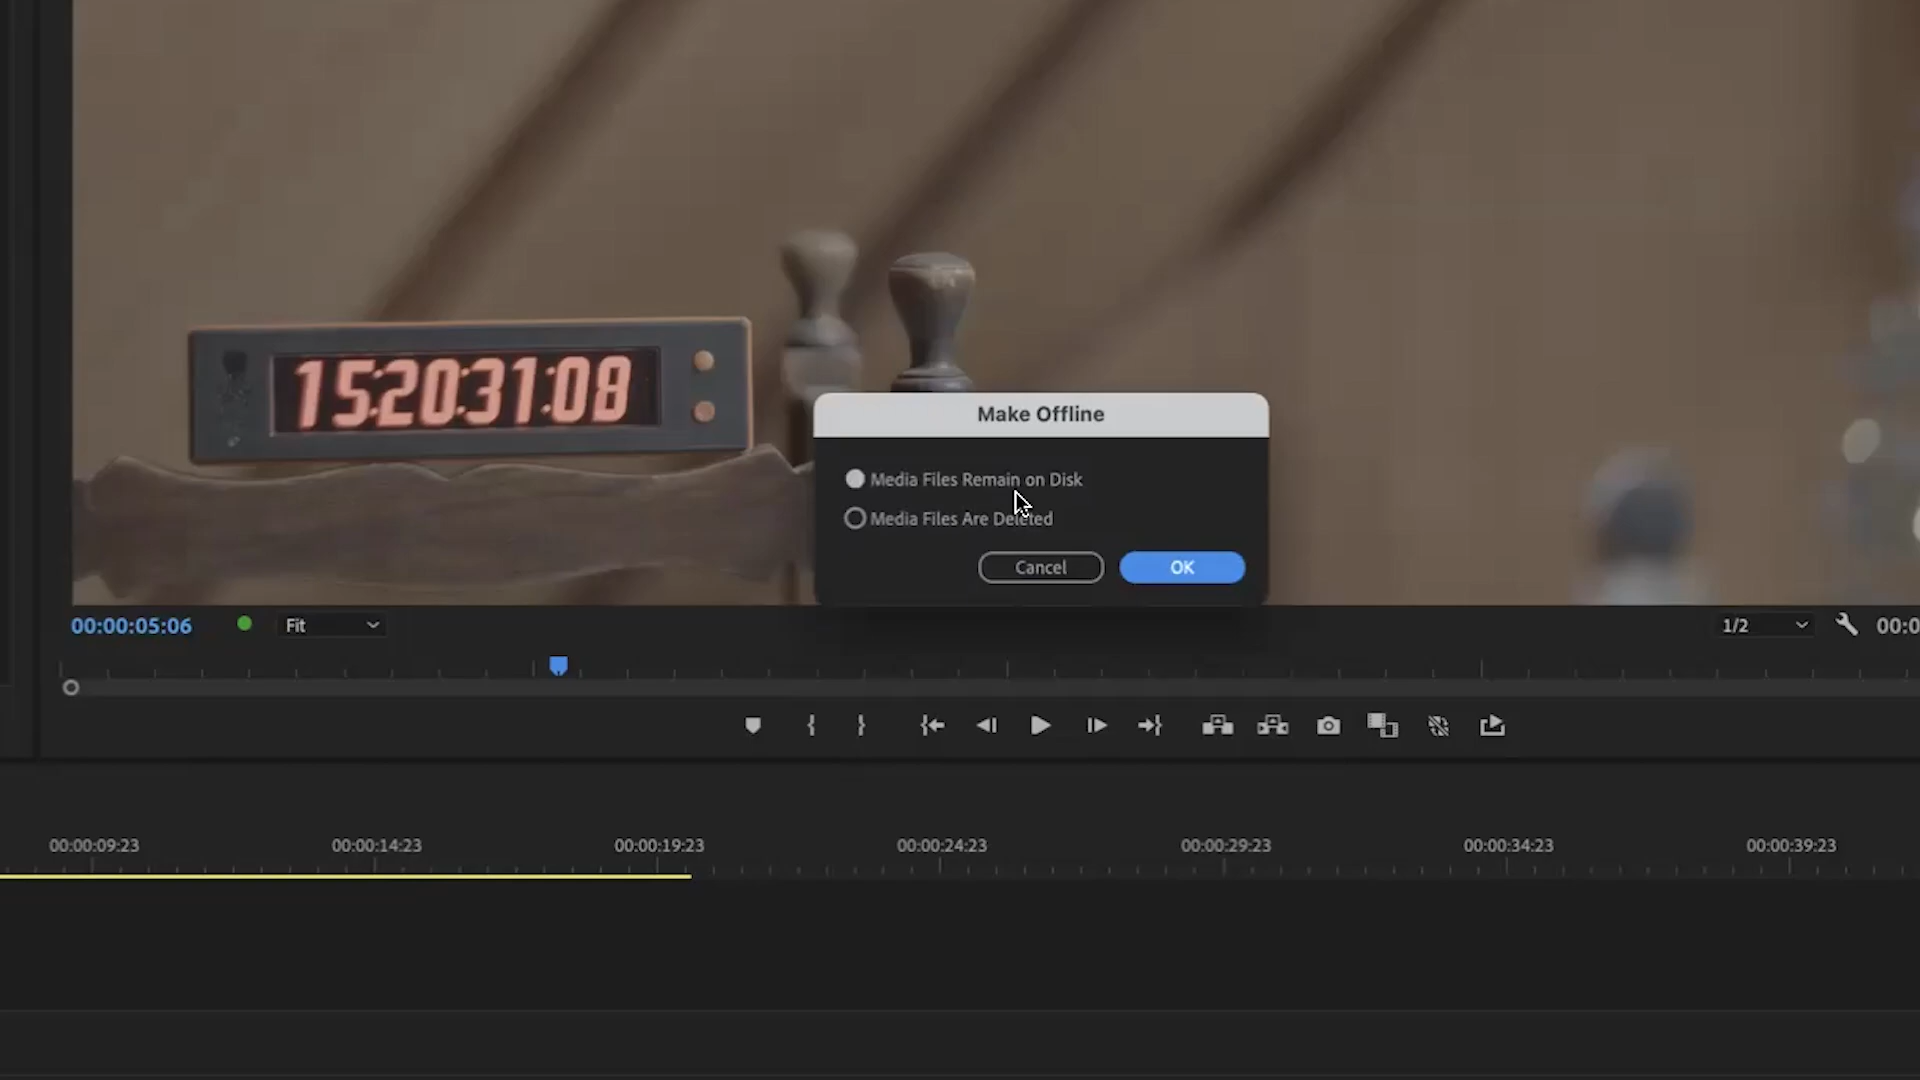 15:20:31:08
Make Offline
Media Files Remain on Disk
Media Files Are Deleted
Cancel
OK
00:00:05:06
Fit
1/2
00:0
00:00:09:23
00:00:14:23
00:00:19:23
00:00:24:23
00:00:29:23
00:00:34:23
00:00:39:23